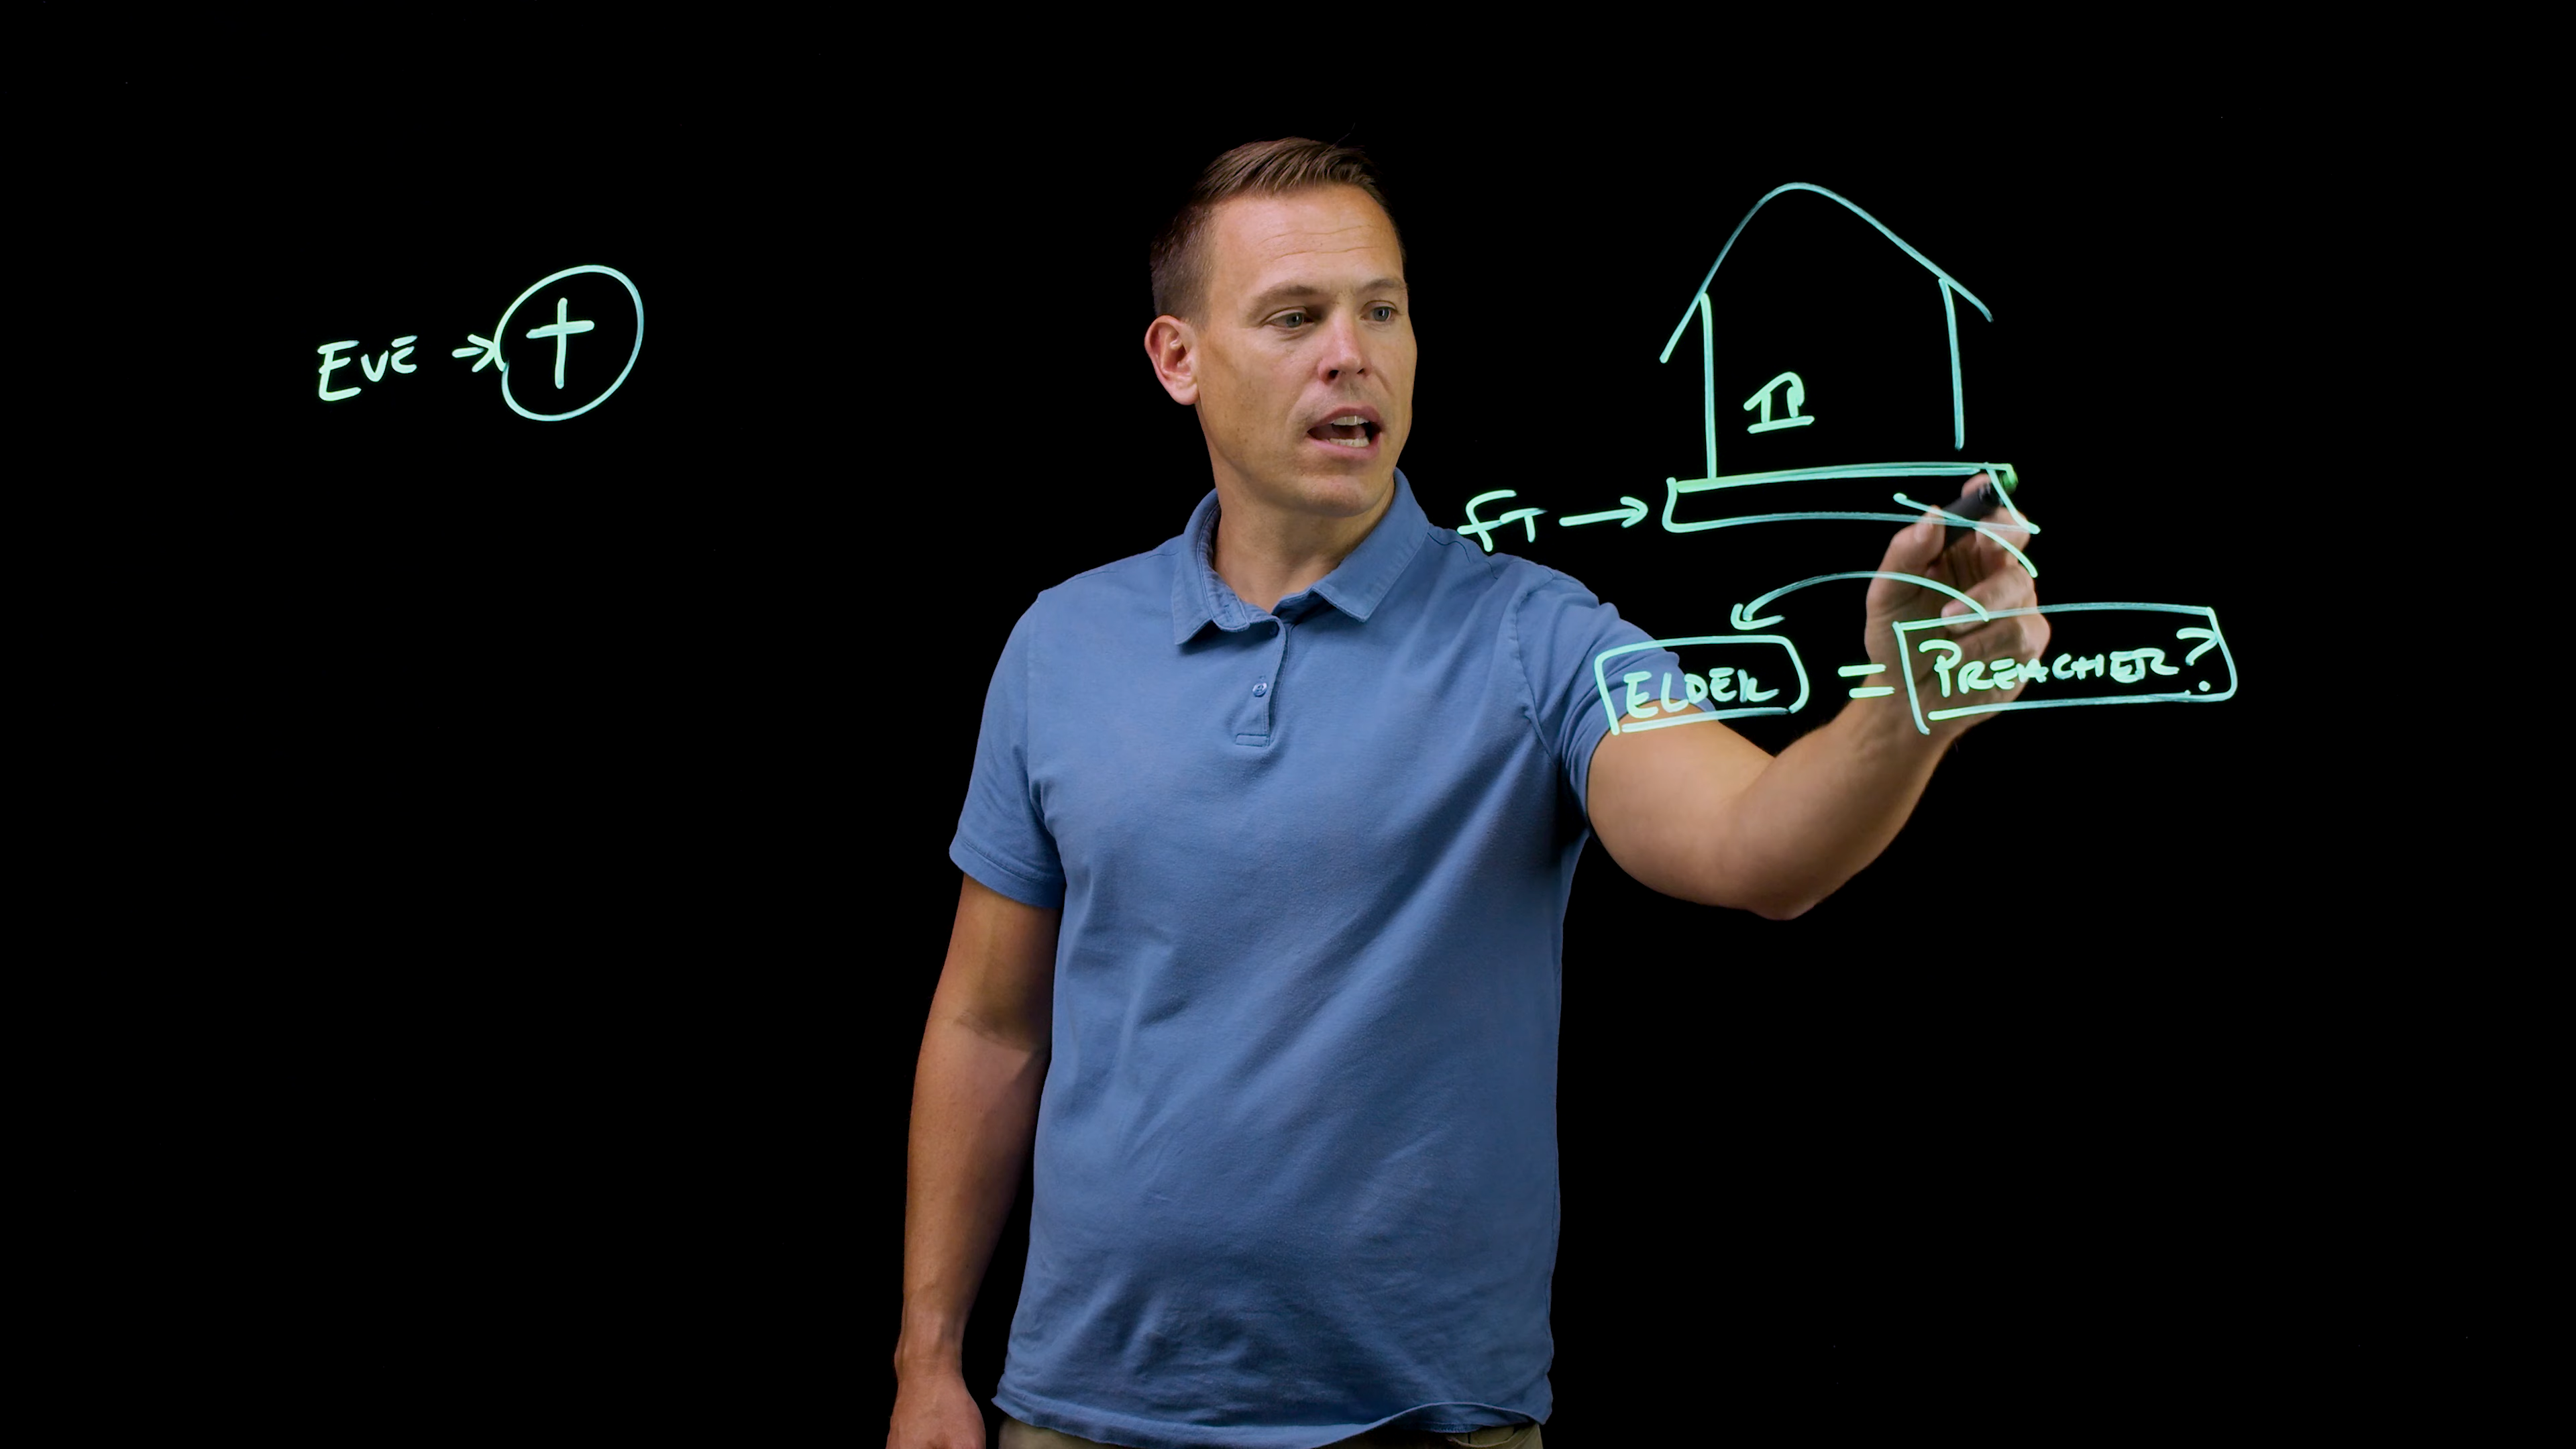 EVE →
FT →
ELDER = PREACHER?